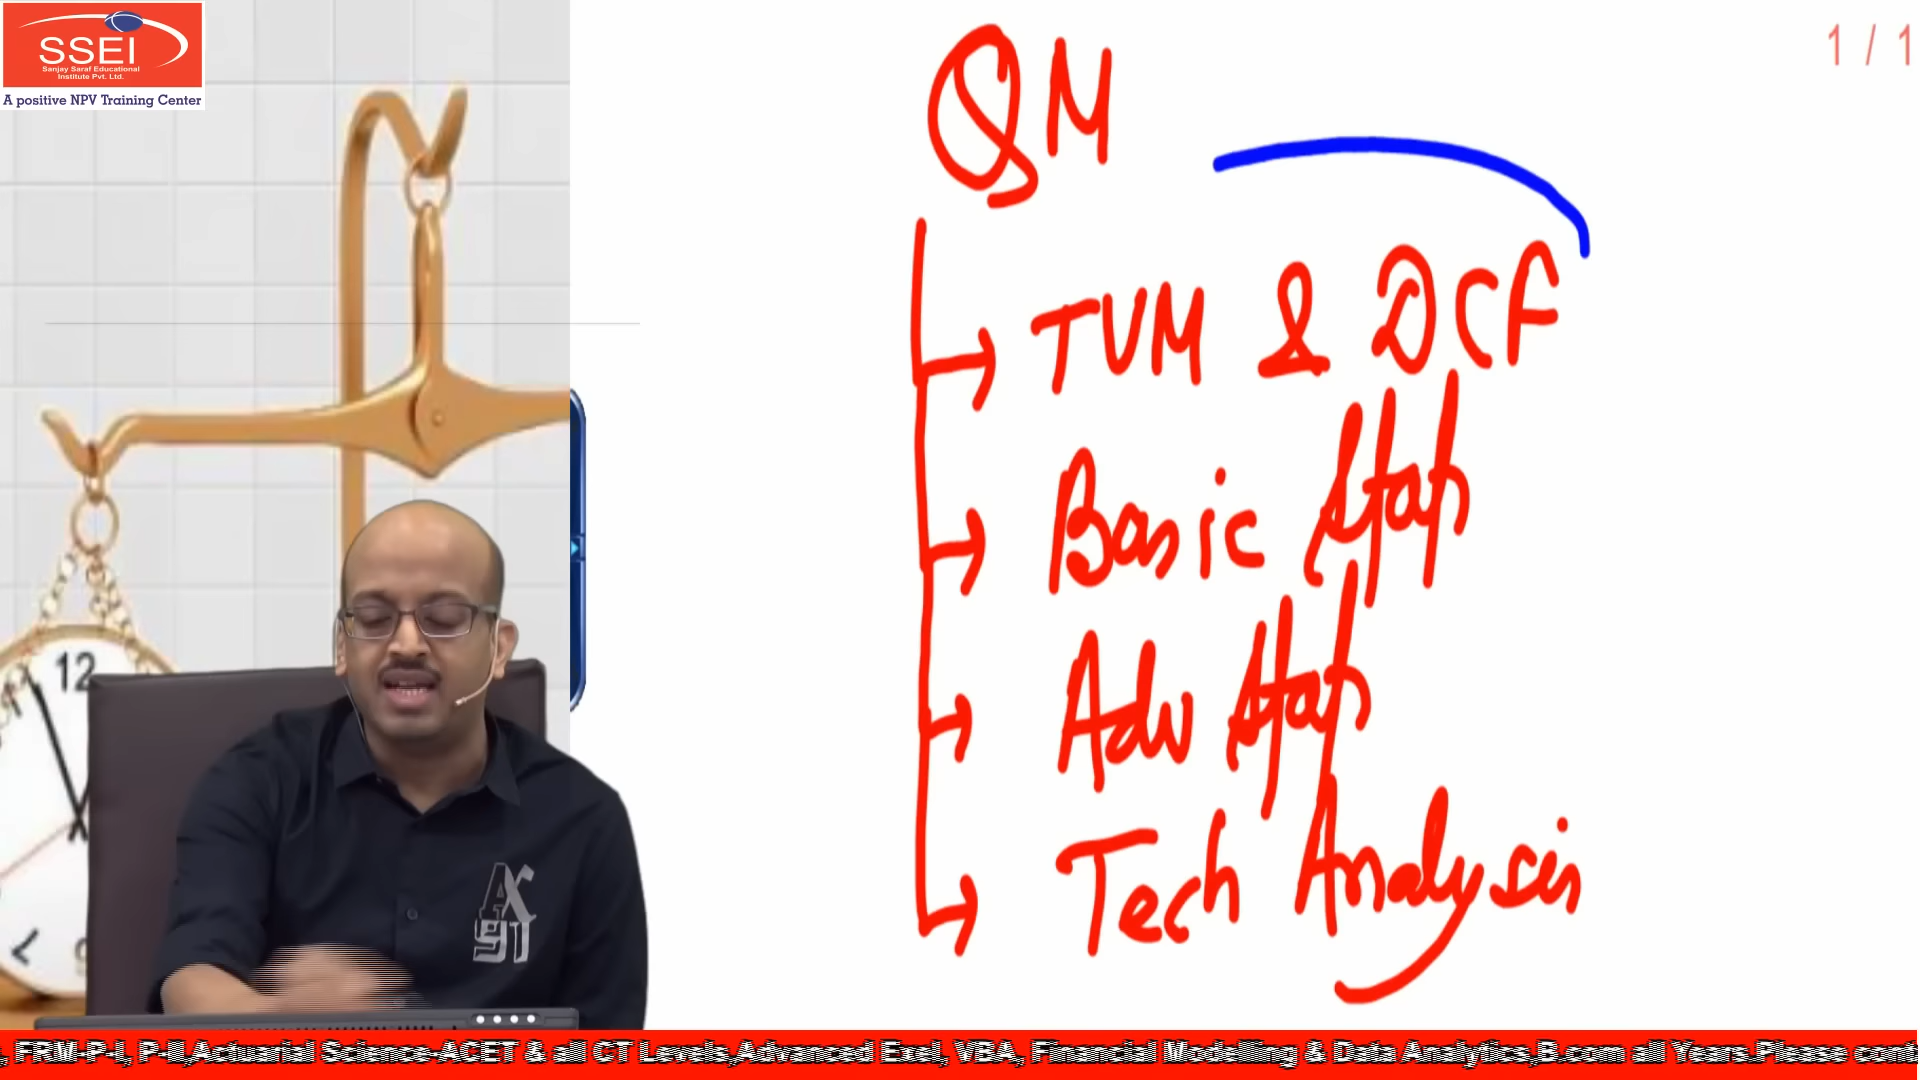 SSEI
Sanjay Saraf Educational
Institute Pvt. Ltd.
A positive NPV Training Center
1 / 1
QM
TVM & DCF
Basic Stats
Adv Stats
Tech Analysis
12
, FRM-P-I, P-II,Actuarial Science-ACET & all CT Levels,Advanced Exel, VBA, Financial Modelling & Data Analytics,B.com all Years.Please cont